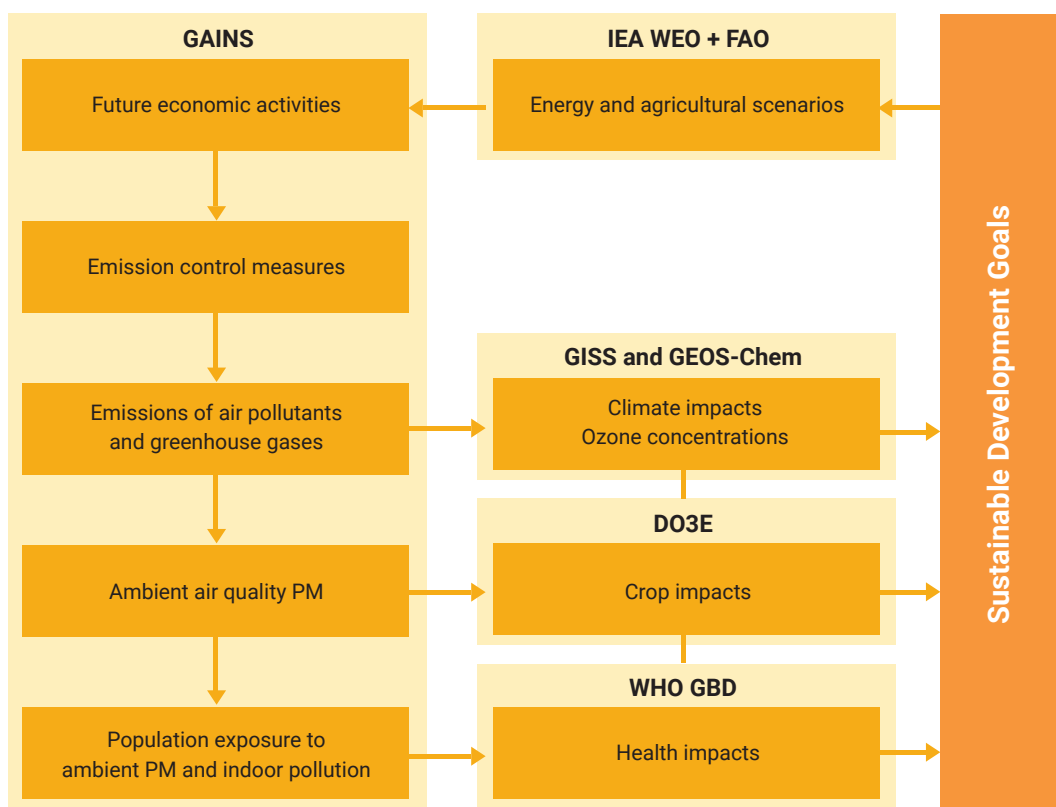 GAINS
Future economic activities
Emission control measures
Emissions of air pollutants
and greenhouse gases
Ambient air quality PM
Population exposure to
ambient PM and indoor pollution
IEA WEO + FAO
Energy and agricultural scenarios
GISS and GEOS-Chem
Climate impacts
Ozone concentrations
DO3E
Crop impacts
WHO GBD
Health impacts
Sustainable Development Goals